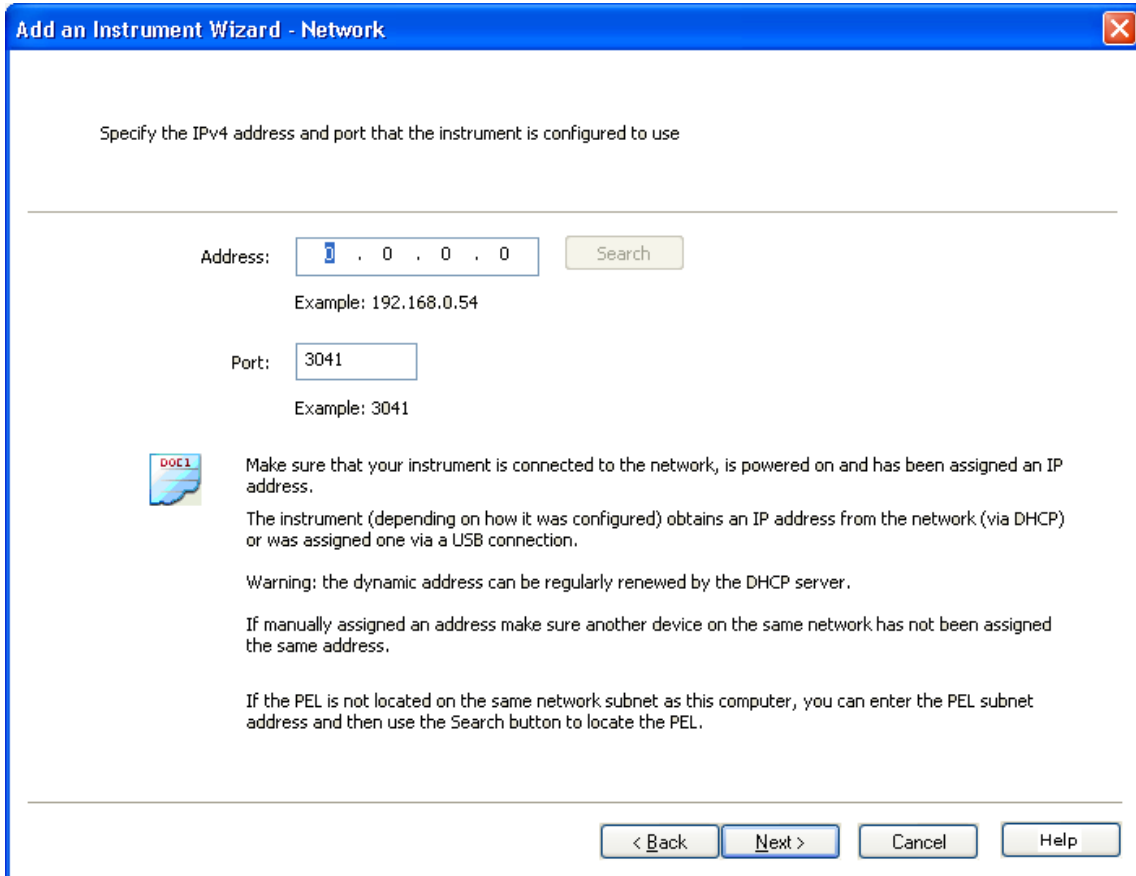 Add an Instrument Wizard - Network
Specify the IPv4 address and port that the instrument is configured to use
Address: 0 . 0 . 0 . 0 Search
Example: 192.168.0.54
Port: 3041
Example: 3041
DOC1
Make sure that your instrument is connected to the network, is powered on and has been assigned an IP
address.
The instrument (depending on how it was configured) obtains an IP address from the network (via DHCP)
or was assigned one via a USB connection.
Warning: the dynamic address can be regularly renewed by the DHCP server.
If manually assigned an address make sure another device on the same network has not been assigned
the same address.
If the PEL is not located on the same network subnet as this computer, you can enter the PEL subnet
address and then use the Search button to locate the PEL.
< Back Next > Cancel Help